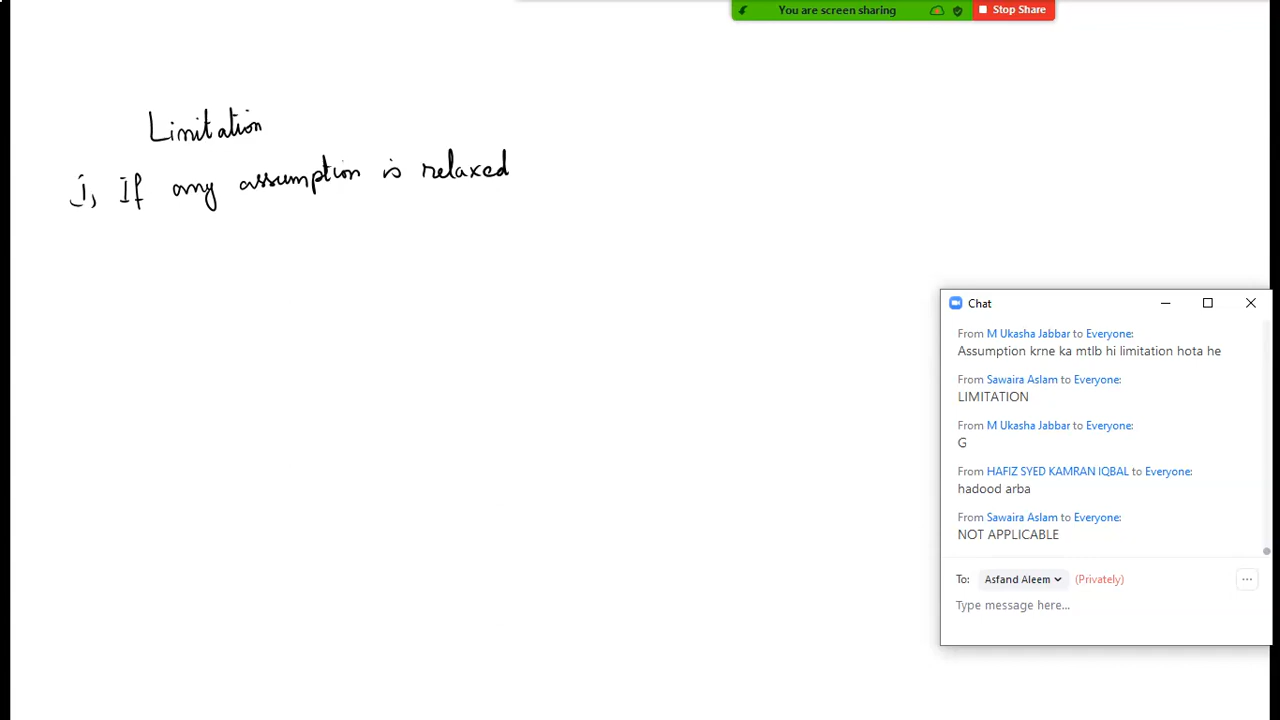 You are screen sharing
Stop Share
Limitation
i, If any assumption is relaxed
Chat
From M Ukasha Jabbar to Everyone:
Assumption krne ka mtlb hi limitation hota he
From Sawaira Aslam to Everyone:
LIMITATION
From M Ukasha Jabbar to Everyone:
G
From HAFIZ SYED KAMRAN IQBAL to Everyone:
hadood arba
From Sawaira Aslam to Everyone:
NOT APPLICABLE
To: Asfand Aleem (Privately)
Type message here...